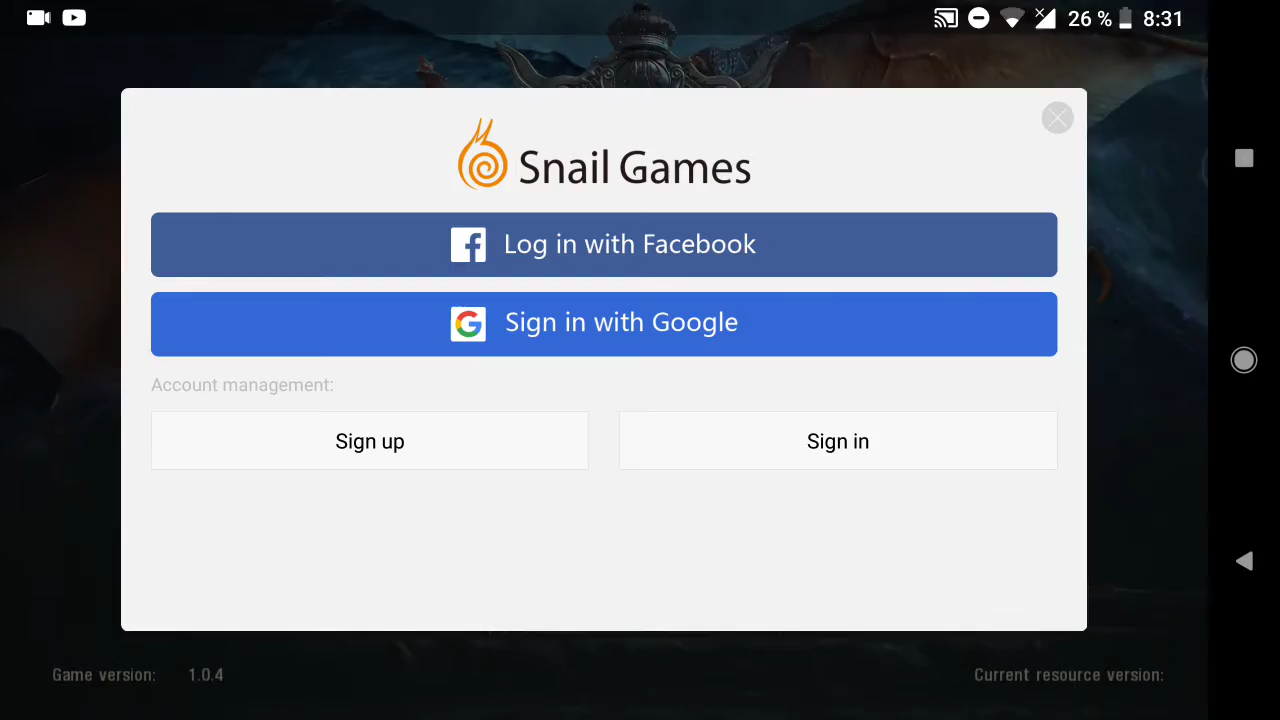 26 % 8:31
Snail Games
Log in with Facebook
Sign in with Google
Account management:
Sign up Sign in
Game version: 1.0.4 Current resource version: